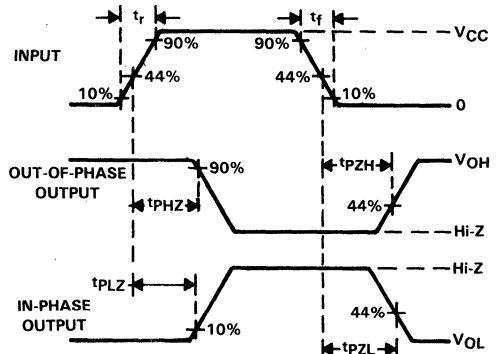 tr tf
90% 90% VCC
INPUT 44% 44%
10% 10% 0
OUT-OF-PHASE
OUTPUT
90% tPZH VOH
tPHZ 44%
Hi-Z
Hi-Z
tPLZ
IN-PHASE
OUTPUT
10% 44%
tPZL VOL